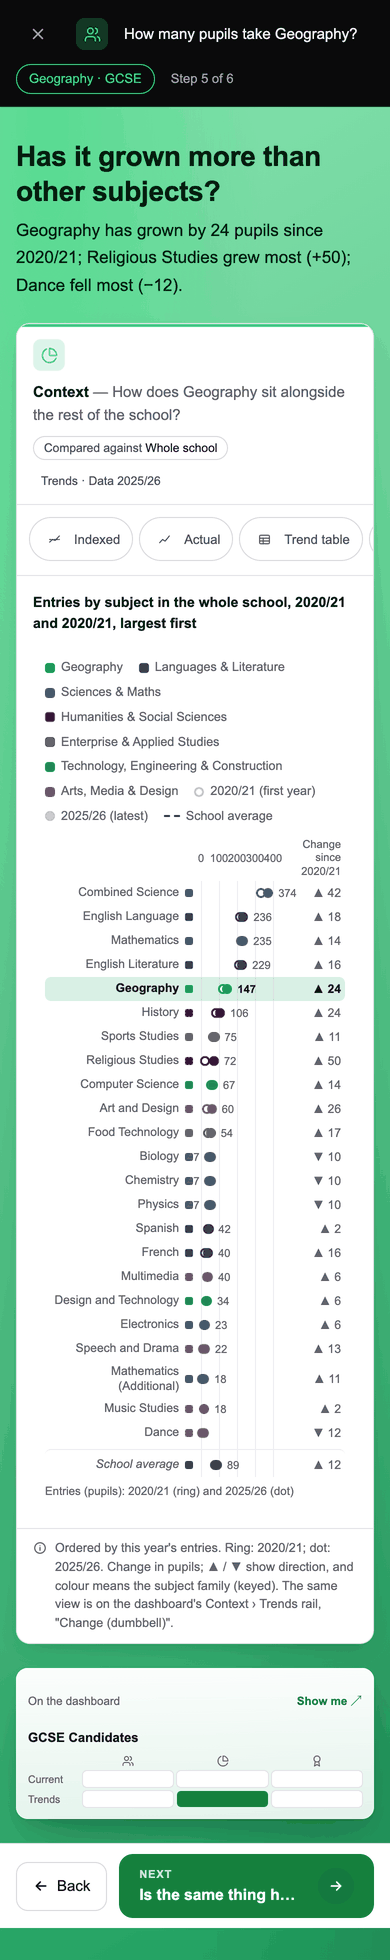 How many pupils take Geography?
Geography · GCSE
Step 5 of 6
Has it grown more than
other subjects?
Geography has grown by 24 pupils since
2020/21; Religious Studies grew most (+50);
Dance fell most (−12).
Context — How does Geography sit alongside
the rest of the school?
Compared against Whole school
Trends · Data 2025/26
Indexed
Actual
Trend table
Entries by subject in the whole school, 2020/21
and 2020/21, largest first
Geography
Languages & Literature
Sciences & Maths
Humanities & Social Sciences
Enterprise & Applied Studies
Technology, Engineering & Construction
Arts, Media & Design
2020/21 (first year)
2025/26 (latest)
School average
0 100200300400
Change
since
2020/21
Combined Science 374 ▲ 42
English Language 236 ▲ 18
Mathematics 235 ▲ 14
English Literature 229 ▲ 16
Geography 147 ▲ 24
History 106 ▲ 24
Sports Studies 75 ▲ 11
Religious Studies 72 ▲ 50
Computer Science 67 ▲ 14
Art and Design 60 ▲ 26
Food Technology 54 ▲ 17
Biology 7 ▼ 10
Chemistry 7 ▼ 10
Physics 7 ▼ 10
Spanish 42 ▲ 2
French 40 ▲ 16
Multimedia 40 ▲ 6
Design and Technology 34 ▲ 6
Electronics 23 ▲ 6
Speech and Drama 22 ▲ 13
Mathematics
(Additional) 18 ▲ 11
Music Studies 18 ▲ 2
Dance ▼ 12
School average 89 ▲ 12
Entries (pupils): 2020/21 (ring) and 2025/26 (dot)
Ordered by this year's entries. Ring: 2020/21; dot:
2025/26. Change in pupils; ▲ / ▼ show direction, and
colour means the subject family (keyed). The same
view is on the dashboard's Context › Trends rail,
"Change (dumbbell)".
On the dashboard
Show me ↗
GCSE Candidates
Current
Trends
← Back
NEXT
Is the same thing h... →